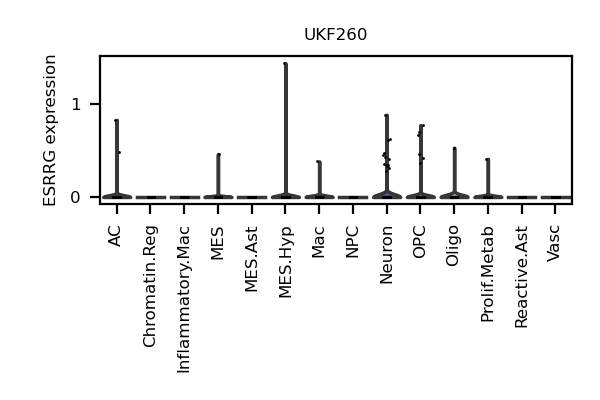 UKF260
ESRRG expression
1
0
AC
Chromatin.Reg
Inflammatory.Mac
MES
MES.Ast
MES.Hyp
Mac
NPC
Neuron
OPC
Oligo
Prolif.Metab
Reactive.Ast
Vasc